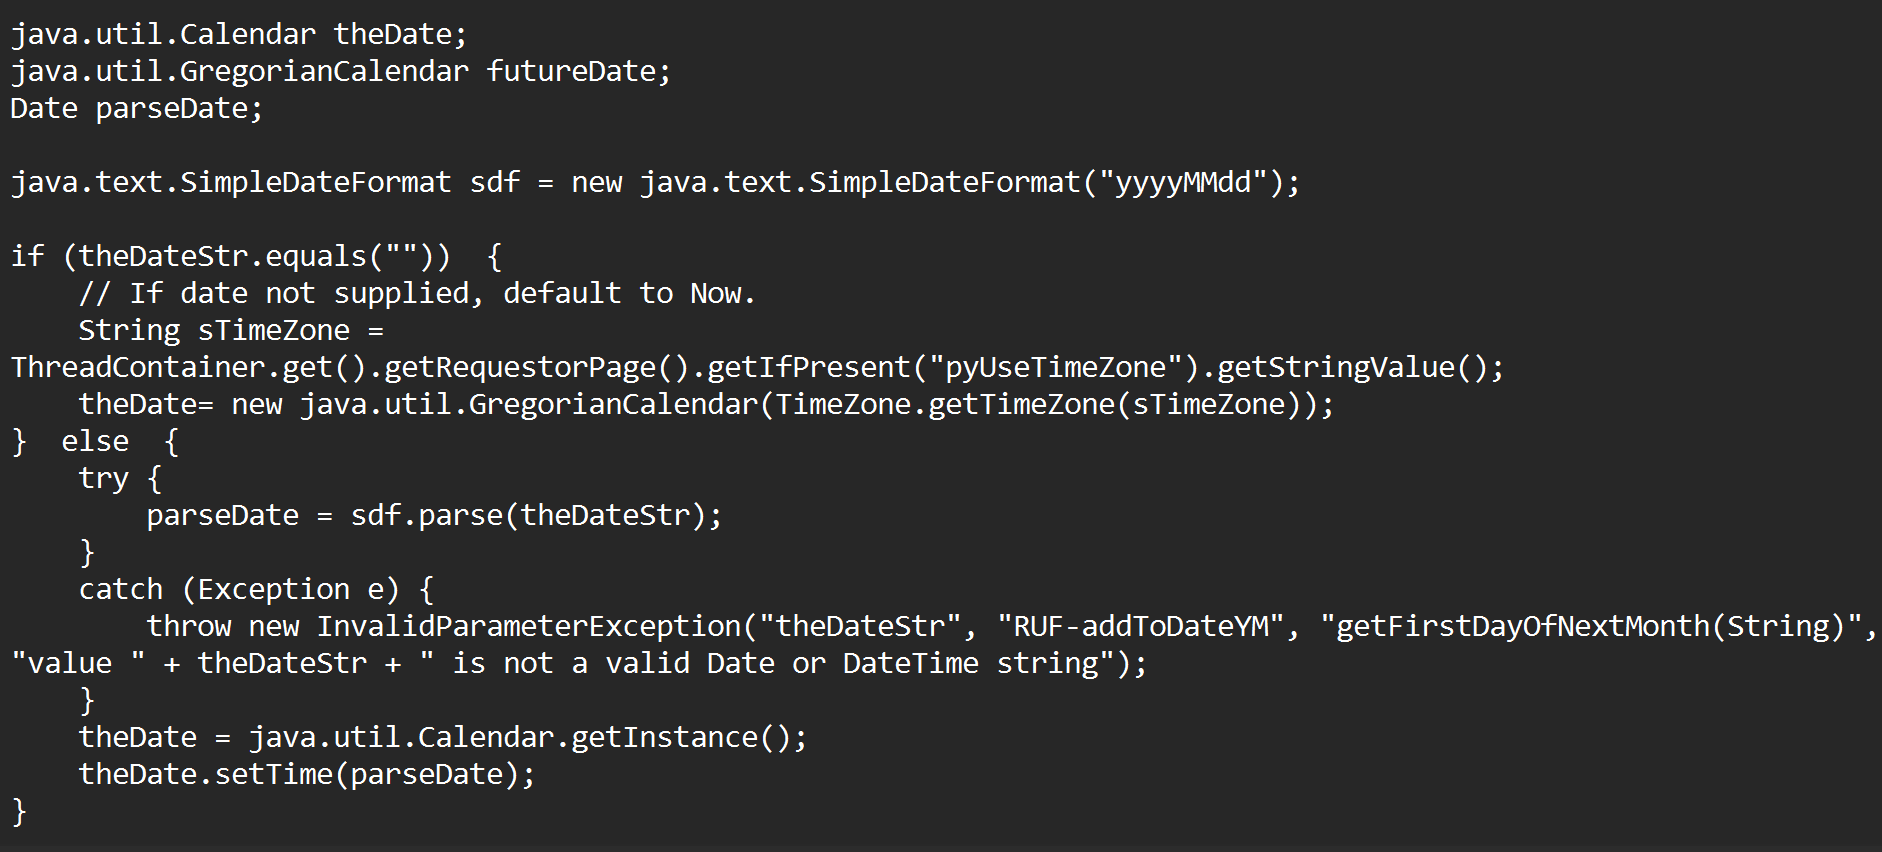 java.util.Calendar theDate;
java.util.GregorianCalendar futureDate;
Date parseDate;

java.text.SimpleDateFormat sdf = new java.text.SimpleDateFormat("yyyyMMdd");

if (theDateStr.equals(""))  {
    // If date not supplied, default to Now.
    String sTimeZone =
ThreadContainer.get().getRequestorPage().getIfPresent("pyUseTimeZone").getStringValue();
    theDate= new java.util.GregorianCalendar(TimeZone.getTimeZone(sTimeZone));
}  else  {
    try {
        parseDate = sdf.parse(theDateStr);
    }
    catch (Exception e) {
        throw new InvalidParameterException("theDateStr", "RUF-addToDateYM", "getFirstDayOfNextMonth(String)",
"value " + theDateStr + " is not a valid Date or DateTime string");
    }
    theDate = java.util.Calendar.getInstance();
    theDate.setTime(parseDate);
}